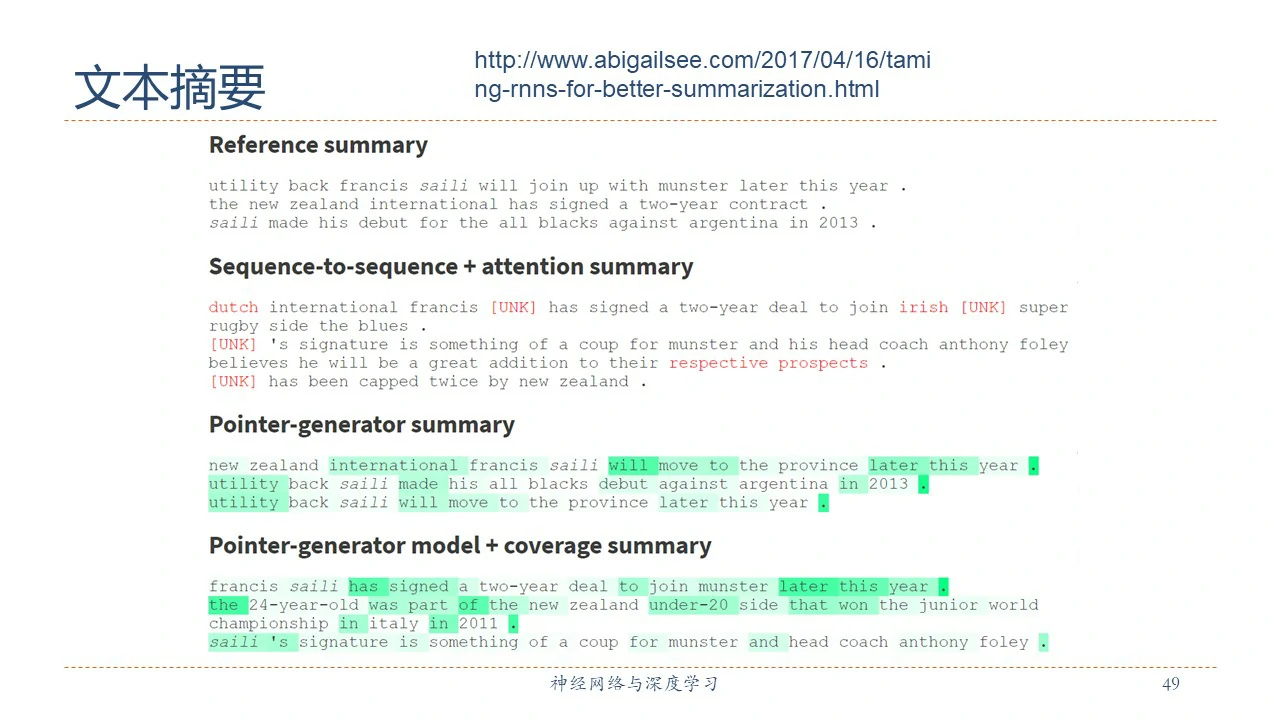 文本摘要
http://www.abigailsee.com/2017/04/16/tami
ng-rnns-for-better-summarization.html
Reference summary
utility back francis saili will join up with munster later this year .
the new zealand international has signed a two-year contract .
saili made his debut for the all blacks against argentina in 2013 .
Sequence-to-sequence + attention summary
dutch international francis [UNK] has signed a two-year deal to join irish [UNK] super
rugby side the blues .
[UNK] 's signature is something of a coup for munster and his head coach anthony foley
believes he will be a great addition to their respective prospects .
[UNK] has been capped twice by new zealand .
Pointer-generator summary
new zealand international francis saili will move to the province later this year .
utility back saili made his all blacks debut against argentina in 2013 .
utility back saili will move to the province later this year .
Pointer-generator model + coverage summary
francis saili has signed a two-year deal to join munster later this year .
the 24-year-old was part of the new zealand under-20 side that won the junior world
championship in italy in 2011 .
saili 's signature is something of a coup for munster and head coach anthony foley .
神经网络与深度学习
49